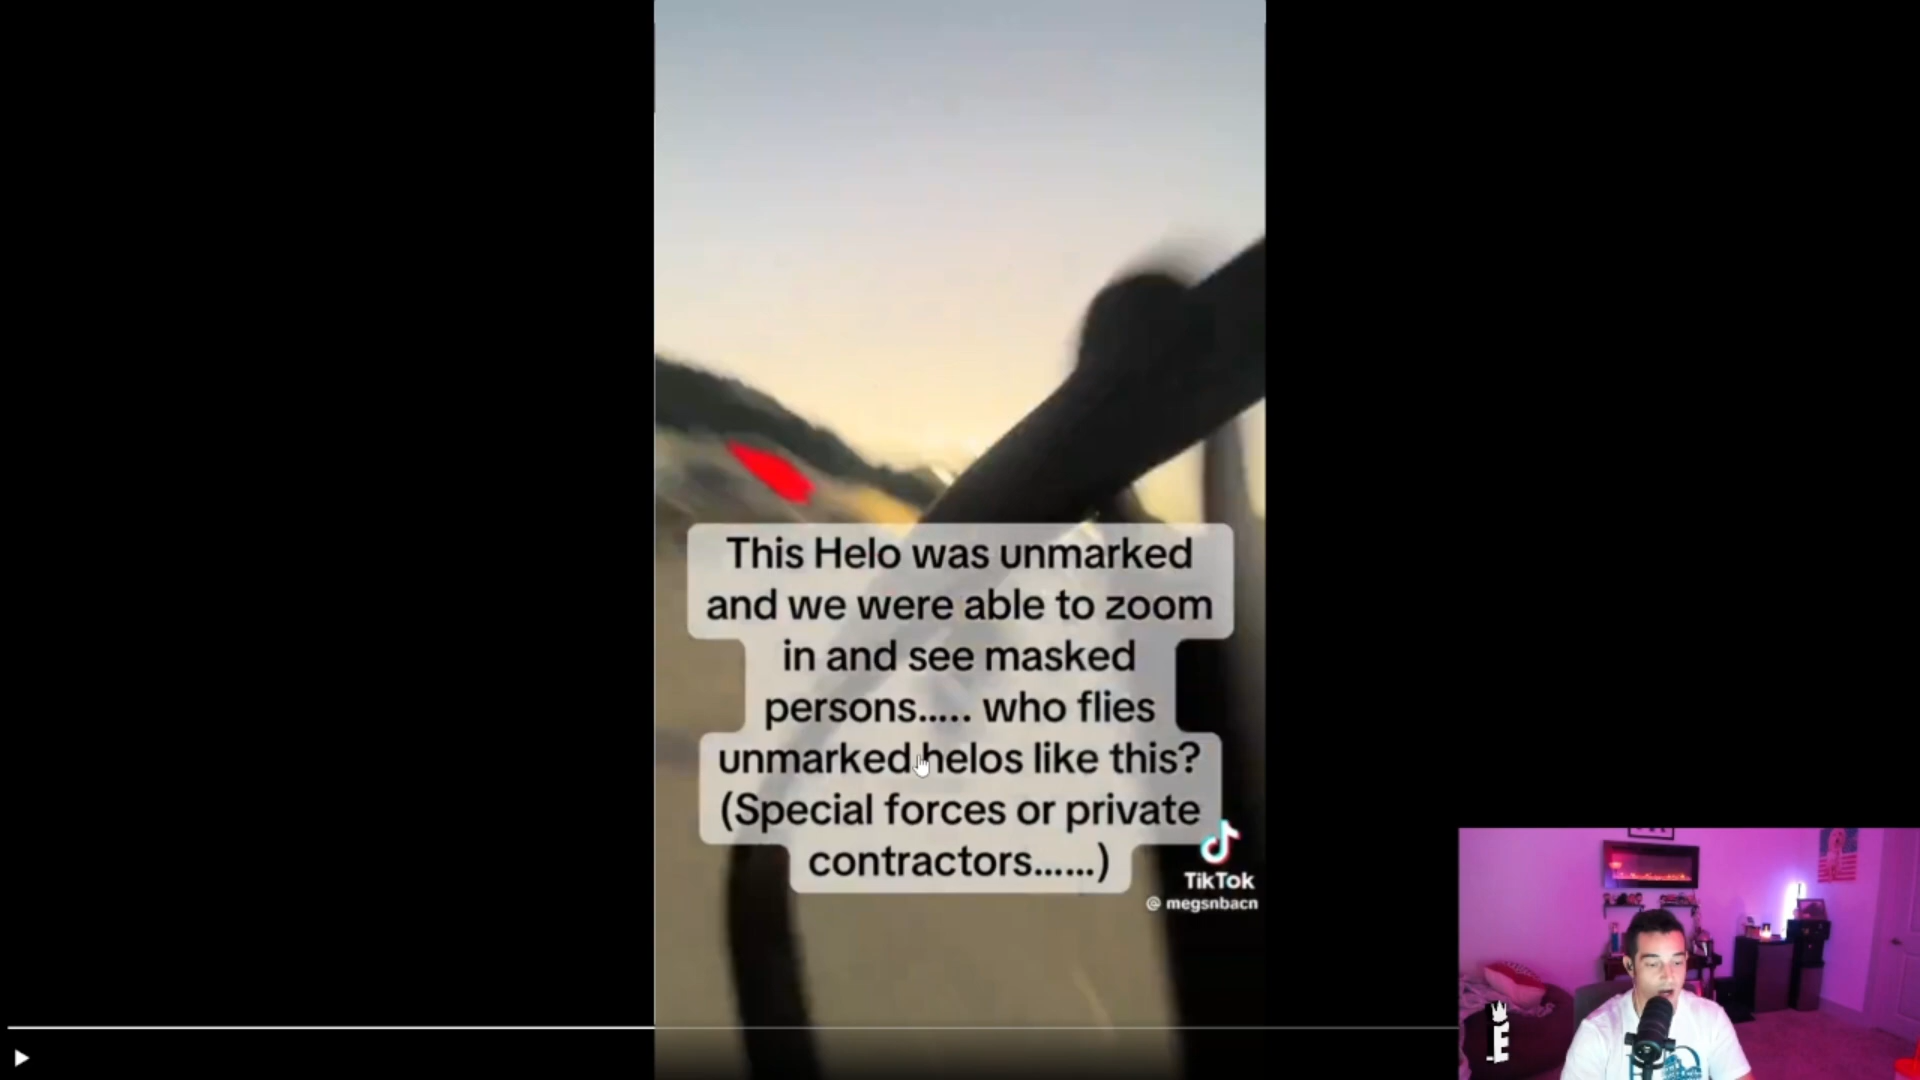 This Helo was unmarked
and we were able to zoom
in and see masked
persons..... who flies
unmarked helos like this?
(Special forces or private
contractors......)
TikTok
@ megsnbacn